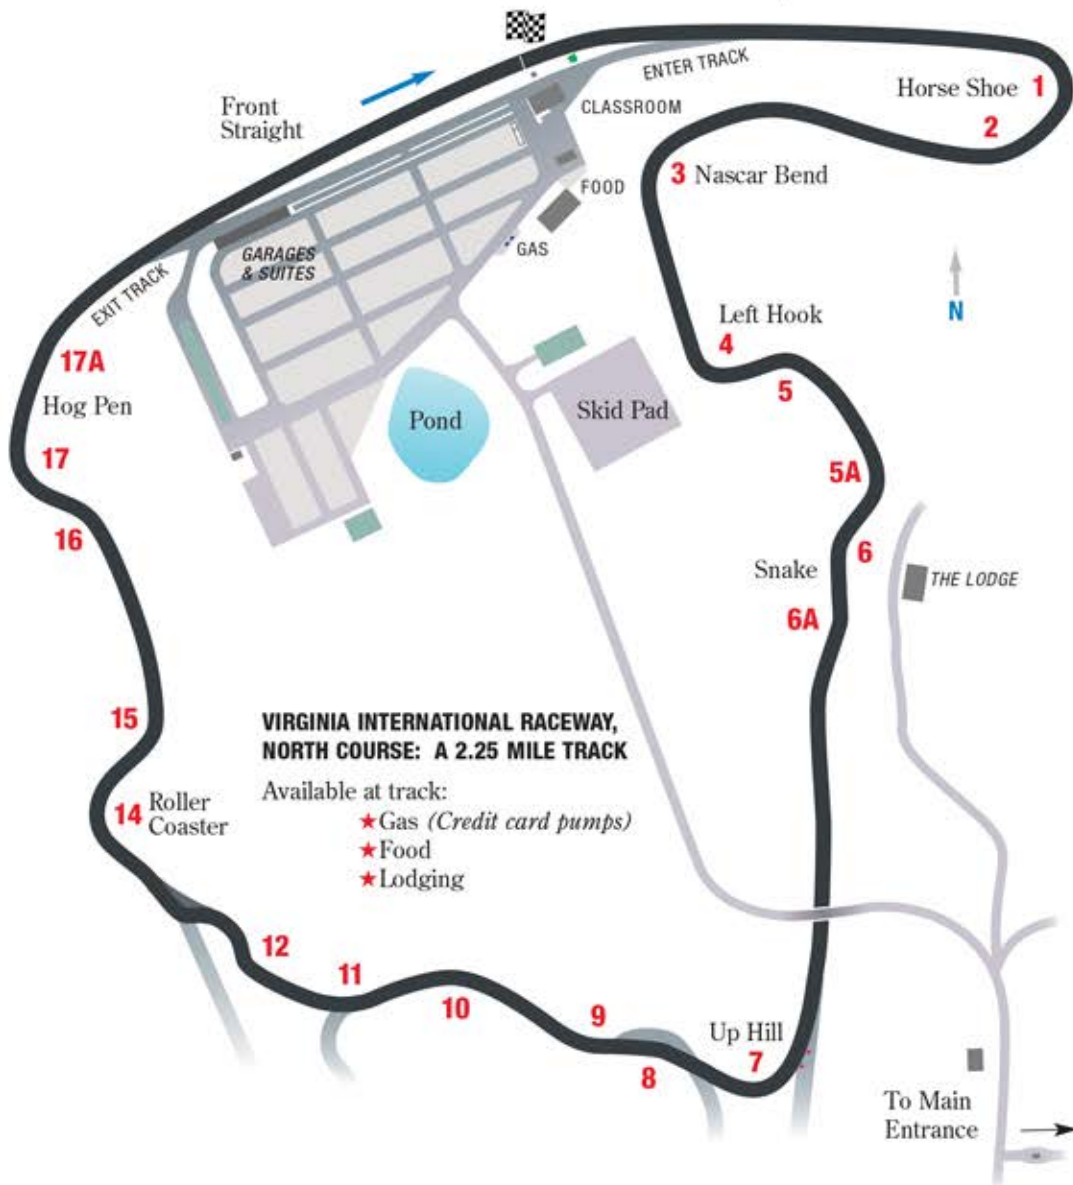 ENTER TRACK
Front
Straight
CLASSROOM
Horse Shoe
1
2
3
Nascar Bend
FOOD
GAS
GARAGES
& SUITES
EXIT TRACK
N
Left Hook
4
5
17A
Hog Pen
Pond
Skid Pad
17
5A
16
6
Snake
THE LODGE
6A
15
VIRGINIA INTERNATIONAL RACEWAY,
NORTH COURSE: A 2.25 MILE TRACK
Available at track:
★Gas (Credit card pumps)
★Food
★Lodging
14
Roller
Coaster
12
11
10
9
8
Up Hill
7
To Main
Entrance